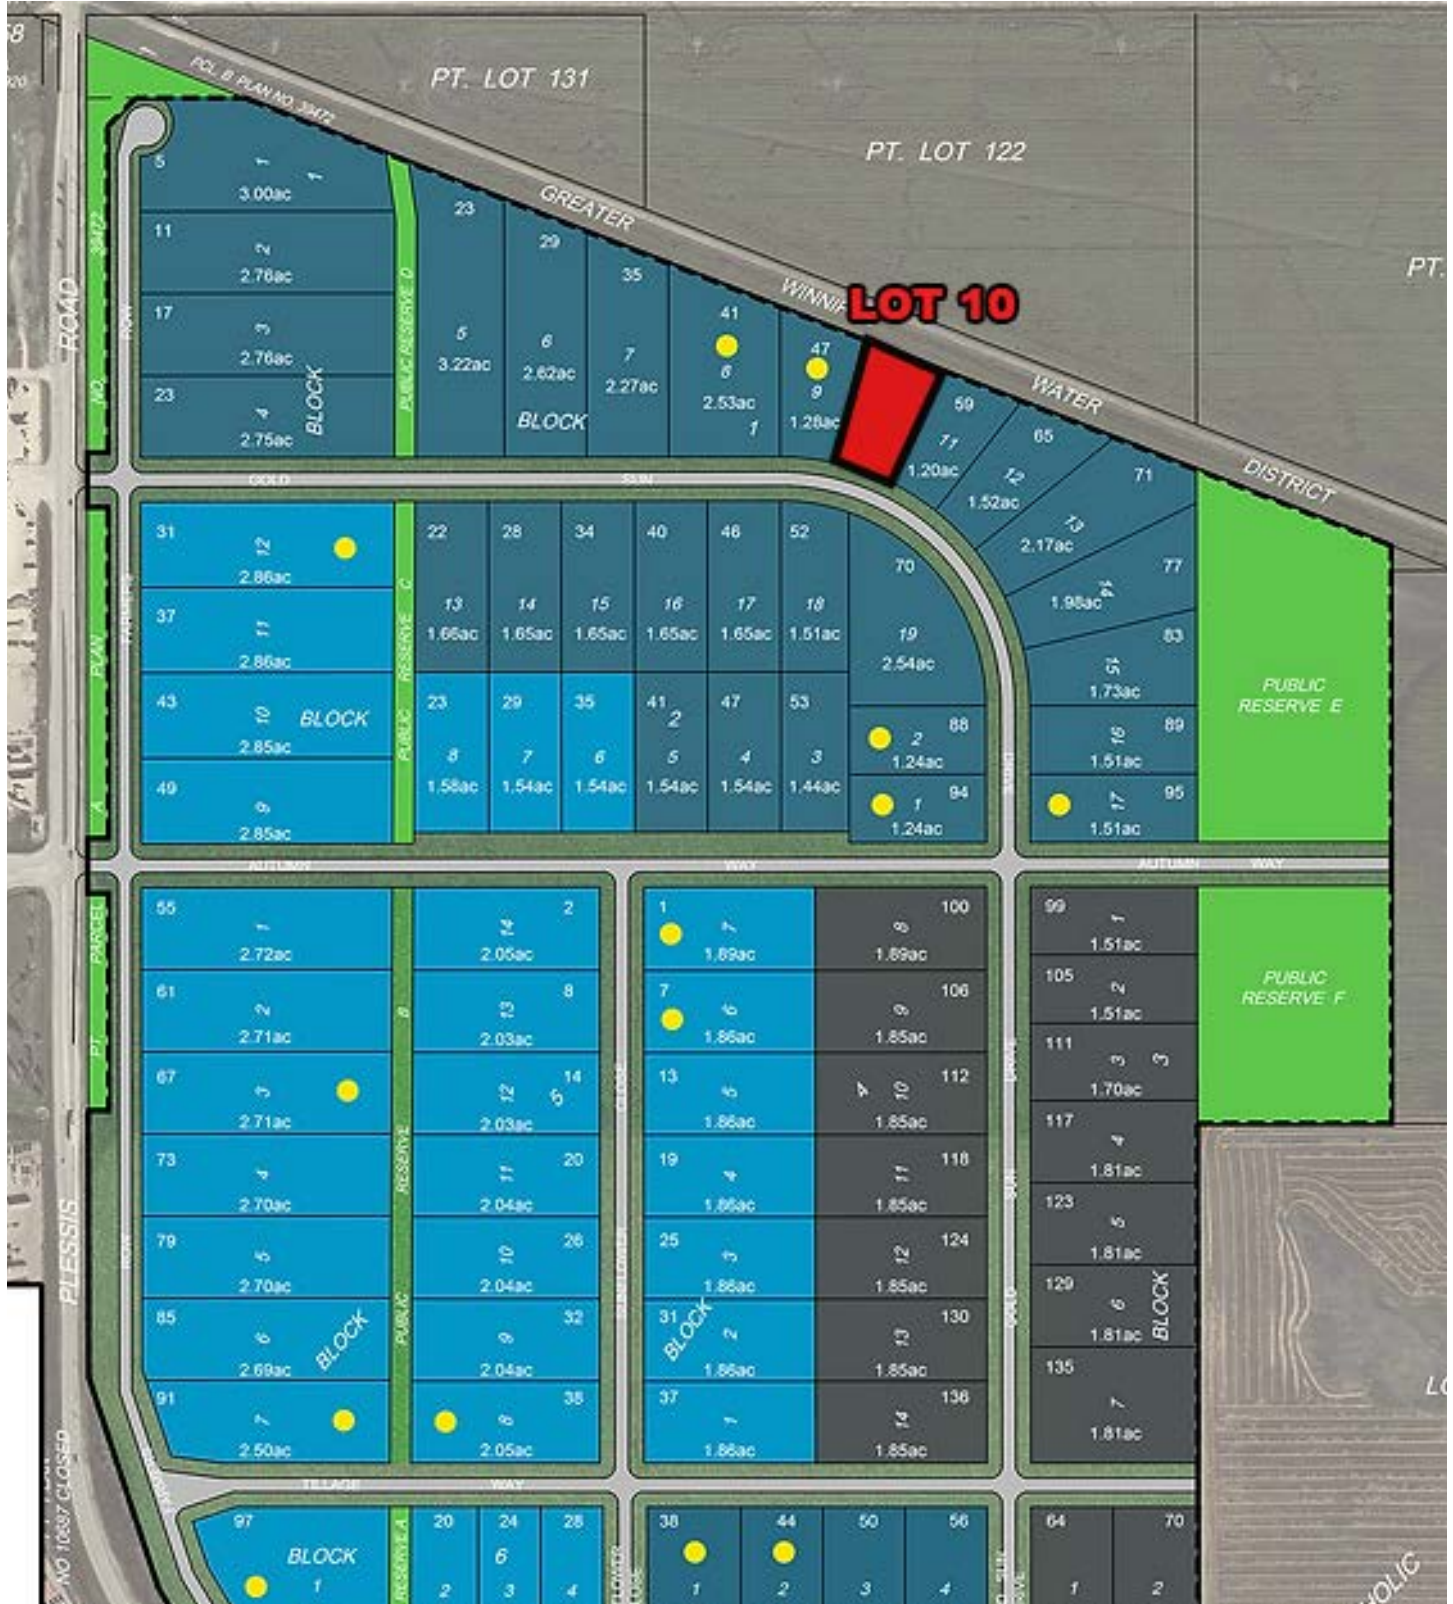 PT. LOT 131
PT. LOT 122
PT.
PCL. B PLAN NO. 39472
GREATER
WINNIP
LOT 10
WATER
DISTRICT
ROAD
NO. 39472
ROW
5
1
1
3.00ac
11
2
2.76ac
17
3
2.76ac
23
4
2.75ac
BLOCK
PUBLIC RESERVE D
23
5
3.22ac
29
6
2.62ac
BLOCK
35
7
2.27ac
41
8
2.53ac
1
47
9
1.28ac
59
11
1.20ac
65
12
1.52ac
71
13
2.17ac
77
14
1.98ac
83
15
1.73ac
89
16
1.51ac
95
17
1.51ac
GOLD
SUN
DRIVE
31
12
2.86ac
37
11
2.86ac
43
10
2.85ac
BLOCK
49
9
2.85ac
PUBLIC RESERVE C
22
13
1.66ac
28
14
1.65ac
34
15
1.65ac
40
16
1.65ac
46
17
1.65ac
52
18
1.51ac
70
19
2.54ac
23
8
1.58ac
29
7
1.54ac
35
6
1.54ac
41
2
5
1.54ac
47
4
1.54ac
53
3
1.44ac
88
2
1.24ac
94
1
1.24ac
PUBLIC
RESERVE E
A PLAN
AUTUMN
WAY
AUTUMN WAY
PT. PARCEL
55
1
2.72ac
61
2
2.71ac
67
3
2.71ac
73
4
2.70ac
79
5
2.70ac
85
6
2.69ac
BLOCK
91
7
2.50ac
PUBLIC RESERVE B
2
14
2.05ac
8
13
2.03ac
14
12
5
2.03ac
20
11
2.04ac
26
10
2.04ac
32
9
2.04ac
38
8
2.05ac
CLOSE
1
7
1.89ac
7
6
1.86ac
13
5
1.86ac
19
4
1.86ac
25
3
1.86ac
31
2
1.86ac
BLOCK
37
1
1.86ac
100
8
1.89ac
106
9
1.85ac
112
10
4
1.85ac
118
11
1.85ac
124
12
1.85ac
130
13
1.85ac
136
14
1.85ac
GOLD SUN DRIVE
99
1
1.51ac
105
2
1.51ac
111
3
3
1.70ac
117
4
1.81ac
123
5
1.81ac
129
6
1.81ac
BLOCK
135
7
1.81ac
PUBLIC
RESERVE F
PLESSIS
ROW
NO 10687 CLOSED
TILLAGE
WAY
97
BLOCK
1
RESERVE A
20
2
24
6
3
28
4
38
1
44
2
50
3
56
4
64
1
70
2